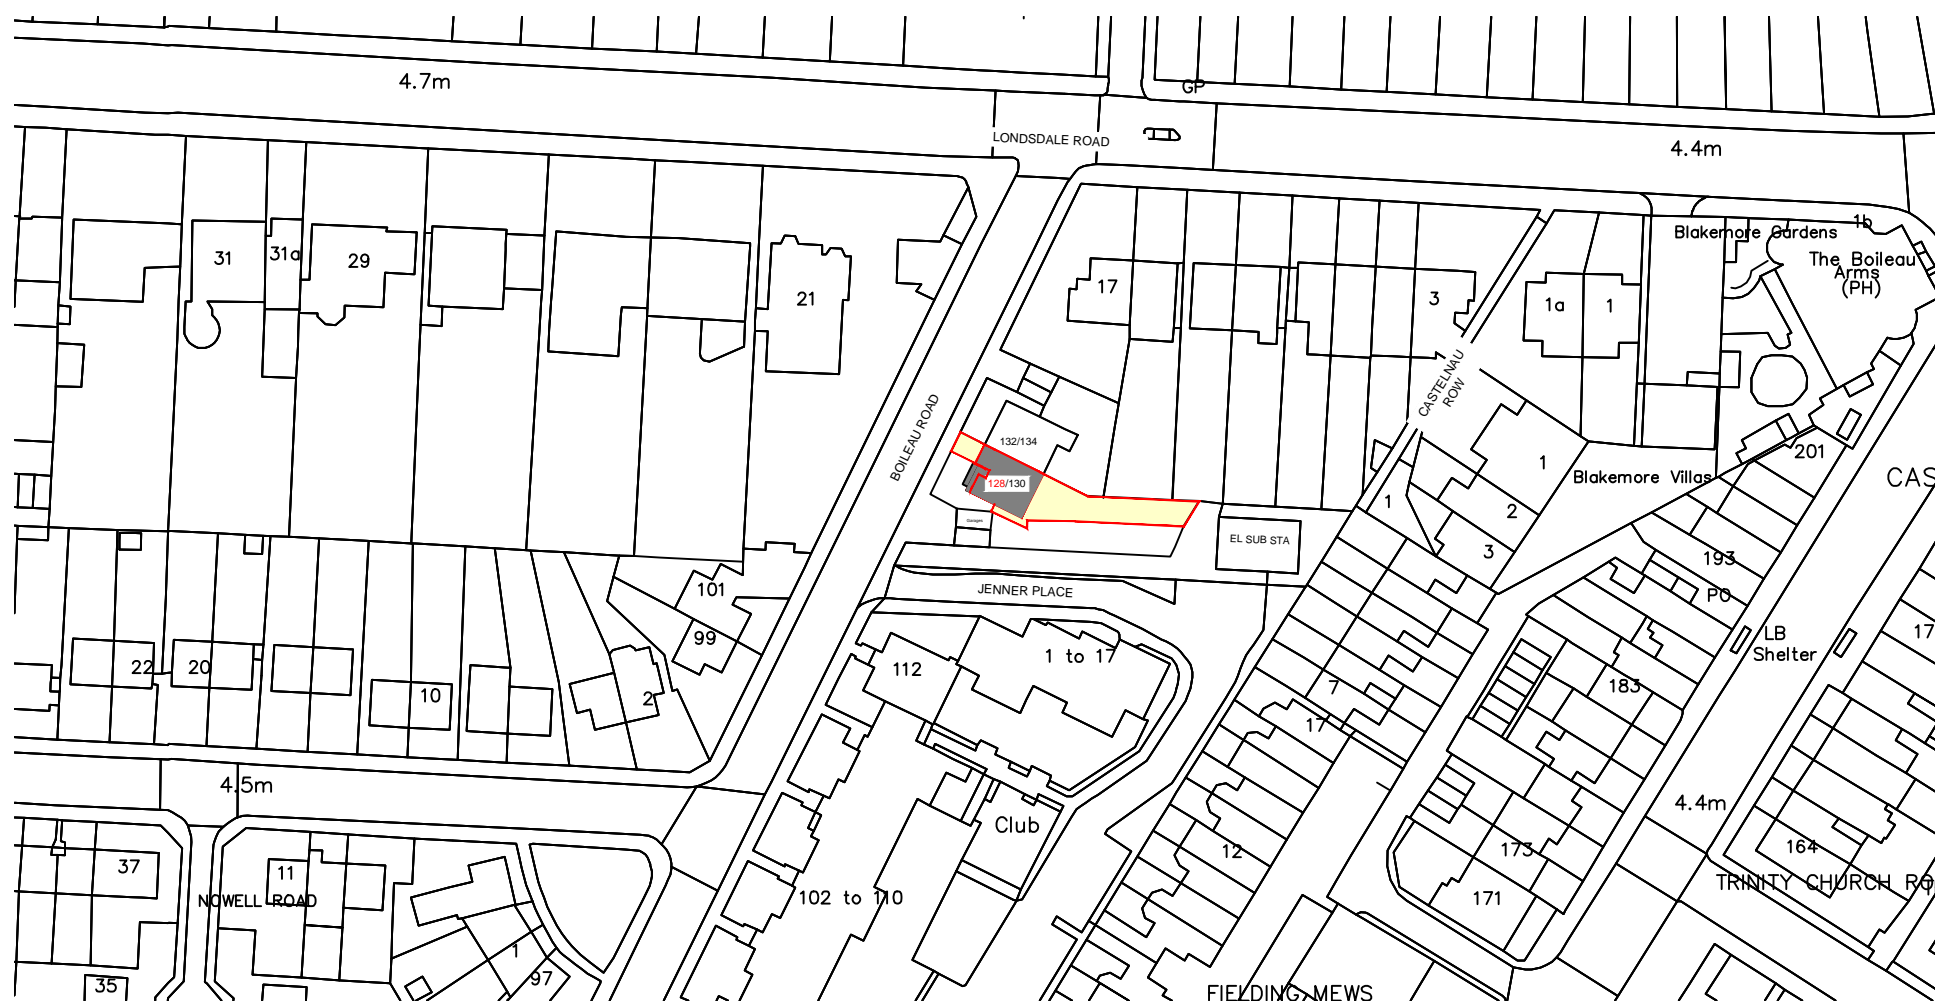 4.7m
GP
LONDSDALE ROAD
4.4m
1b
Blakemore Gardens
The Boileau
Arms
(PH)
31
31a
29
21
17
3
1a
1
CASTELNAU
ROW
BOILEAU ROAD
132/134
128/130
Garages
201
CAS
1
Blakemore Villas
1
2
3
EL SUB STA
193
PO
JENNER PLACE
101
99
LB
Shelter
17
1 to 17
112
22
20
10
2
7
17
183
4.5m
4.4m
Club
12
173
164
37
11
NOWELL ROAD
102 to 110
171
TRINITY CHURCH RO
1
97
35
FIELDING MEWS